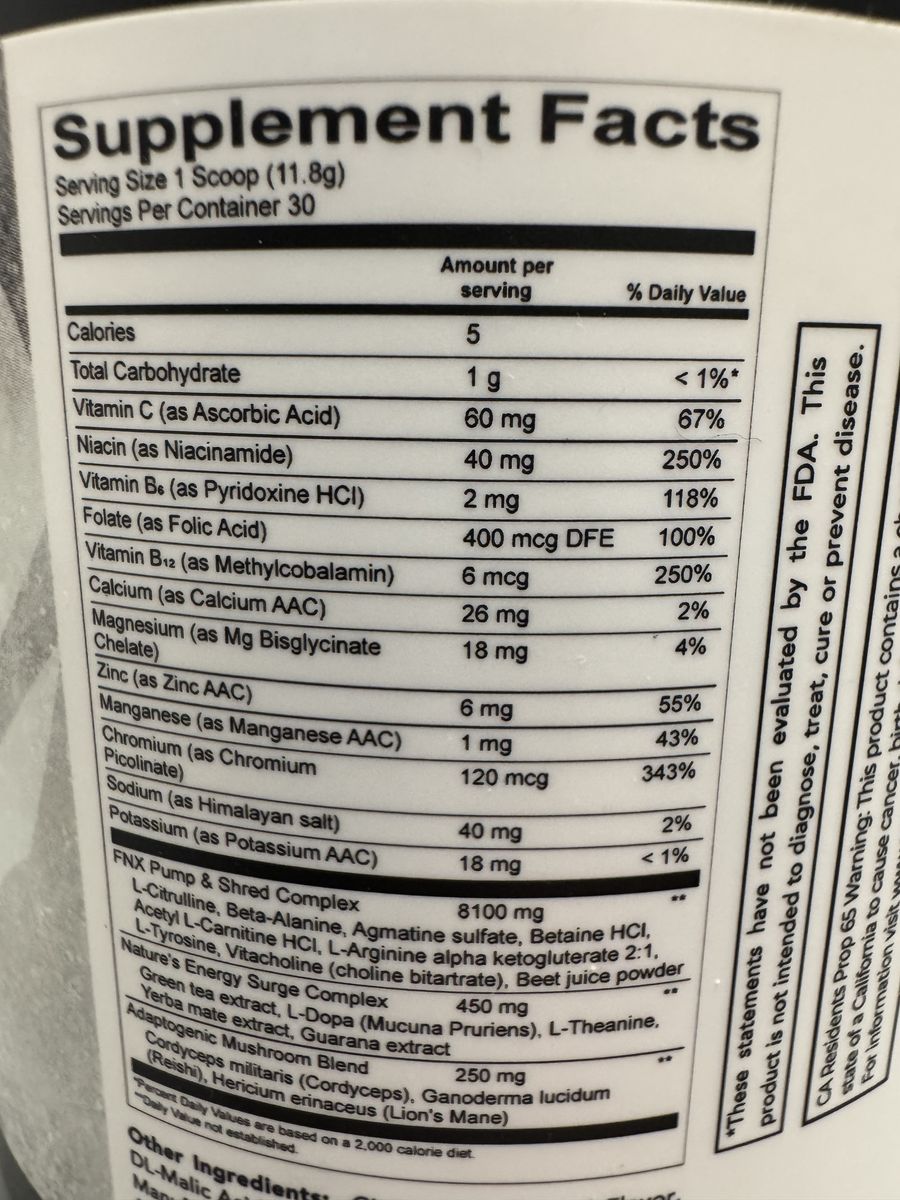 Supplement Facts
Serving Size 1 Scoop (11.8g)
Servings Per Container 30
Amount per
serving % Daily Value
Calories 5
Total Carbohydrate 1 g < 1%*
Vitamin C (as Ascorbic Acid) 60 mg 67%
Niacin (as Niacinamide) 40 mg 250%
Vitamin B₆ (as Pyridoxine HCI) 2 mg 118%
Folate (as Folic Acid) 400 mcg DFE 100%
Vitamin B₁₂ (as Methylcobalamin) 6 mcg 250%
Calcium (as Calcium AAC) 26 mg 2%
Magnesium (as Mg Bisglycinate 18 mg 4%
Chelate)
Zinc (as Zinc AAC) 6 mg 55%
Manganese (as Manganese AAC) 1 mg 43%
Chromium (as Chromium 120 mcg 343%
Picolinate)
Sodium (as Himalayan salt) 40 mg 2%
Potassium (as Potassium AAC) 18 mg < 1%
FNX Pump & Shred Complex 8100 mg **
L-Citrulline, Beta-Alanine, Agmatine sulfate, Betaine HCI,
Acetyl L-Carnitine HCI, L-Arginine alpha ketogluterate 2:1,
L-Tyrosine, Vitacholine (choline bitartrate), Beet juice powder
Nature's Energy Surge Complex 450 mg **
Green tea extract, L-Dopa (Mucuna Pruriens), L-Theanine,
Yerba mate extract, Guarana extract
Adaptogenic Mushroom Blend 250 mg **
Cordyceps militaris (Cordyceps), Ganoderma lucidum
(Reishi), Hericium erinaceus (Lion's Mane)
*Percent Daily Values are based on a 2,000 calorie diet.
**Daily Value not established.
Other Ingredients:
DL-Malic
*These statements have not been evaluated by the FDA. This
product is not intended to diagnose, treat, cure or prevent disease.
CA Residents Prop 65 Warning: This product contains a
state of a California to cause cancer,
For information visit